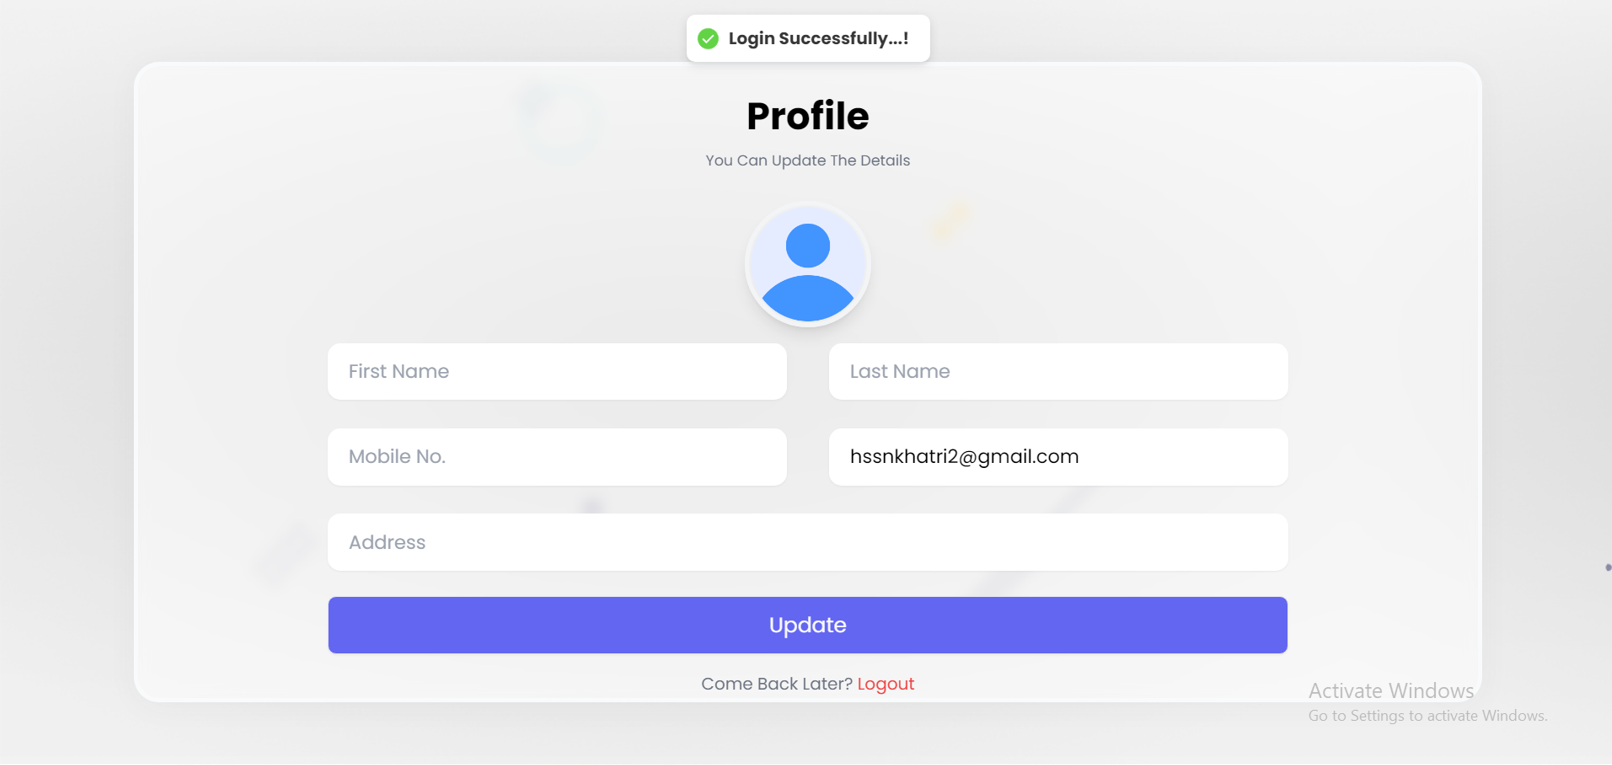 Login Successfully...!
Profile
You Can Update The Details
First Name
Last Name
Mobile No.
hssnkhatri2@gmail.com
Address
Update
Come Back Later? Logout
Activate Windows
Go to Settings to activate Windows.